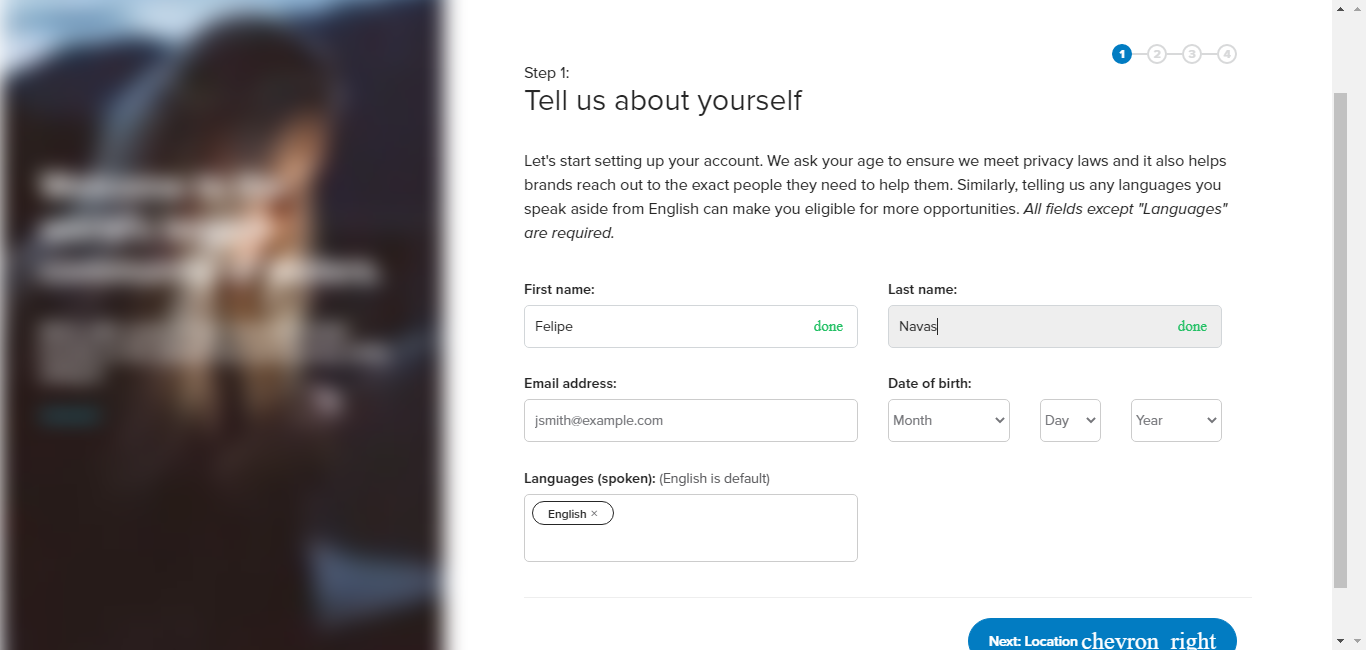 1 2 3 4
Step 1:
Tell us about yourself
Let's start setting up your account. We ask your age to ensure we meet privacy laws and it also helps
brands reach out to the exact people they need to help them. Similarly, telling us any languages you
speak aside from English can make you eligible for more opportunities. All fields except "Languages"
are required.
First name: Last name:
Felipe done Navas done
Email address: Date of birth:
jsmith@example.com Month Day Year
Languages (spoken): (English is default)
English ×
Next: Location chevron_right